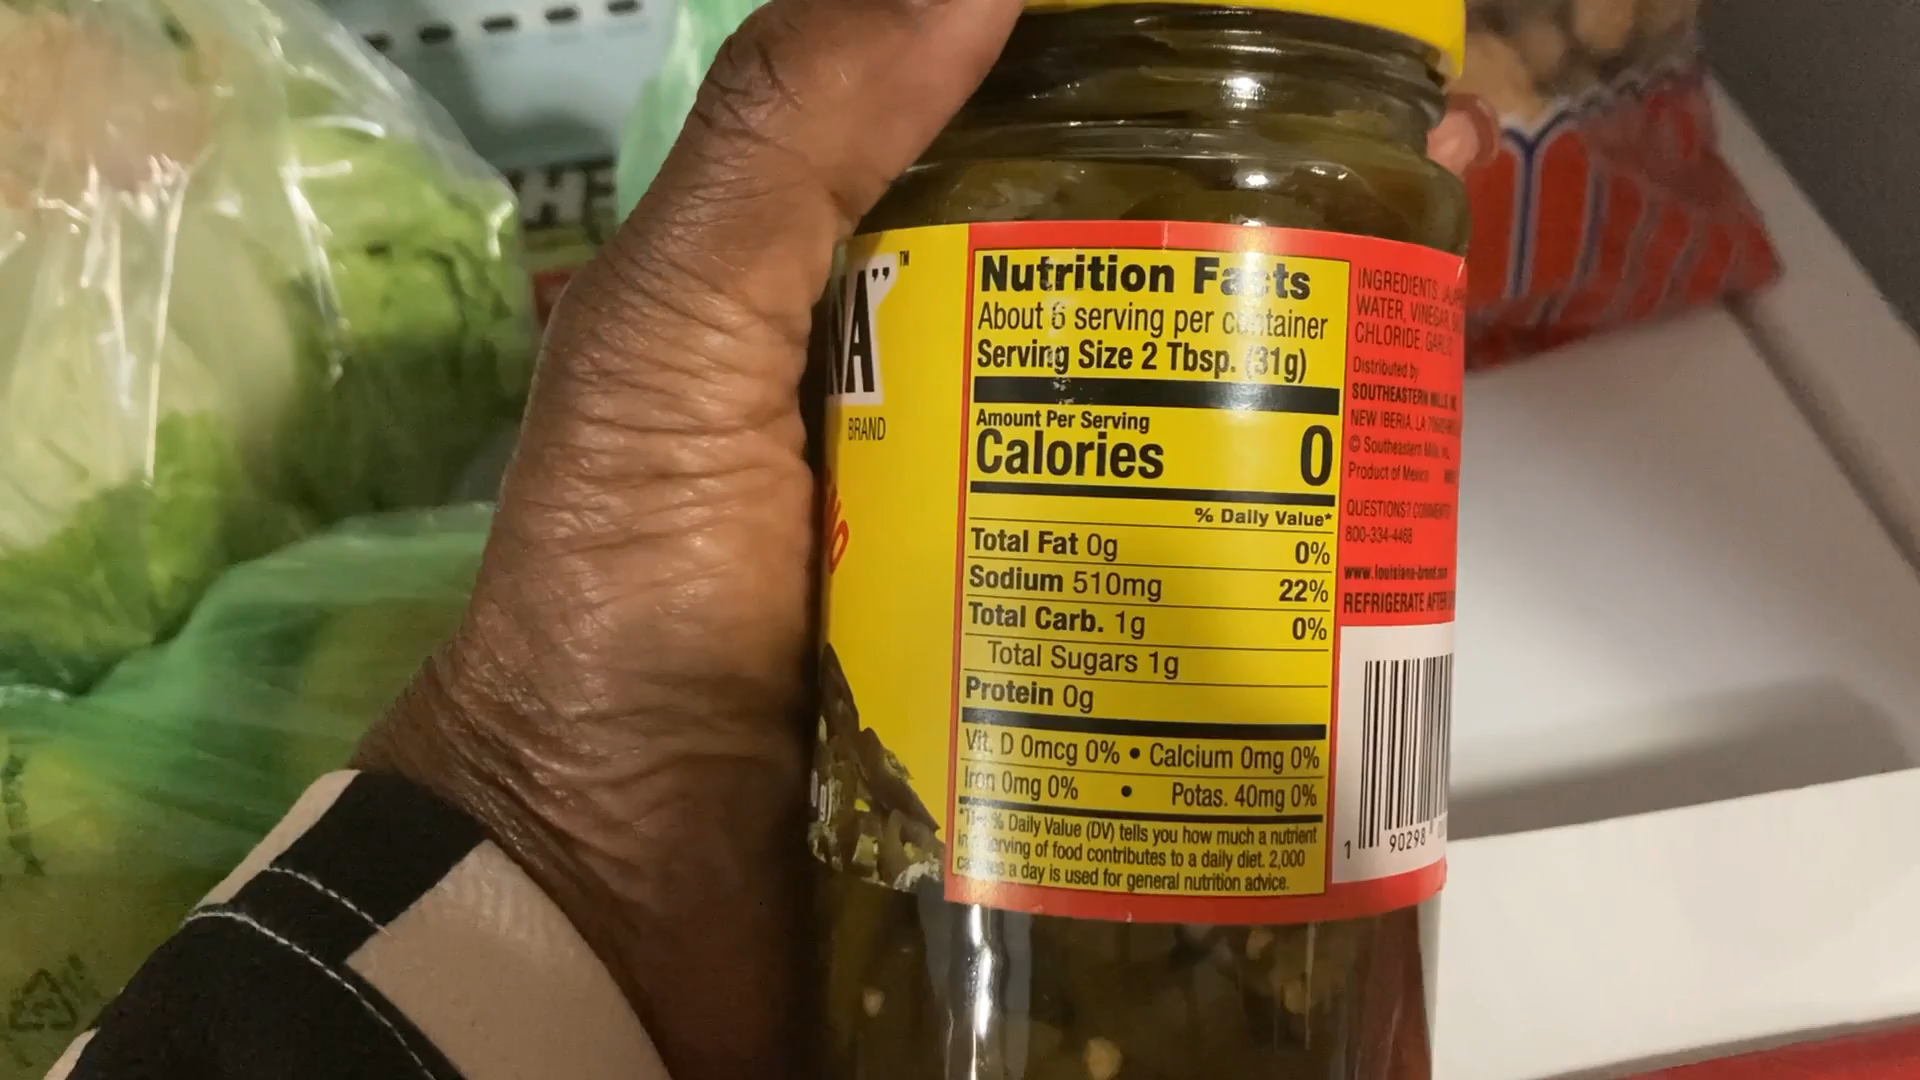 ™
BRAND
Nutrition Facts
About 6 serving per container
Serving Size 2 Tbsp. (31g)
Amount Per Serving
Calories 0
% Daily Value*
Total Fat 0g 0%
Sodium 510mg 22%
Total Carb. 1g 0%
Total Sugars 1g
Protein 0g
Vit. D 0mcg 0% • Calcium 0mg 0%
Iron 0mg 0% • Potas. 40mg 0%
*The % Daily Value (DV) tells you how much a nutrient
in a serving of food contributes to a daily diet. 2,000
calories a day is used for general nutrition advice.
INGREDIENTS:
WATER, VINEGAR,
CHLORIDE, GARLIC
Distributed by
SOUTHEASTERN MILLS,
NEW IBERIA, LA
© Southeastern Mills,
Product of Mexico
QUESTIONS? COMMENTS?
800-334-4468
www.louisiana-brand.com
REFRIGERATE AFTER
1 90298